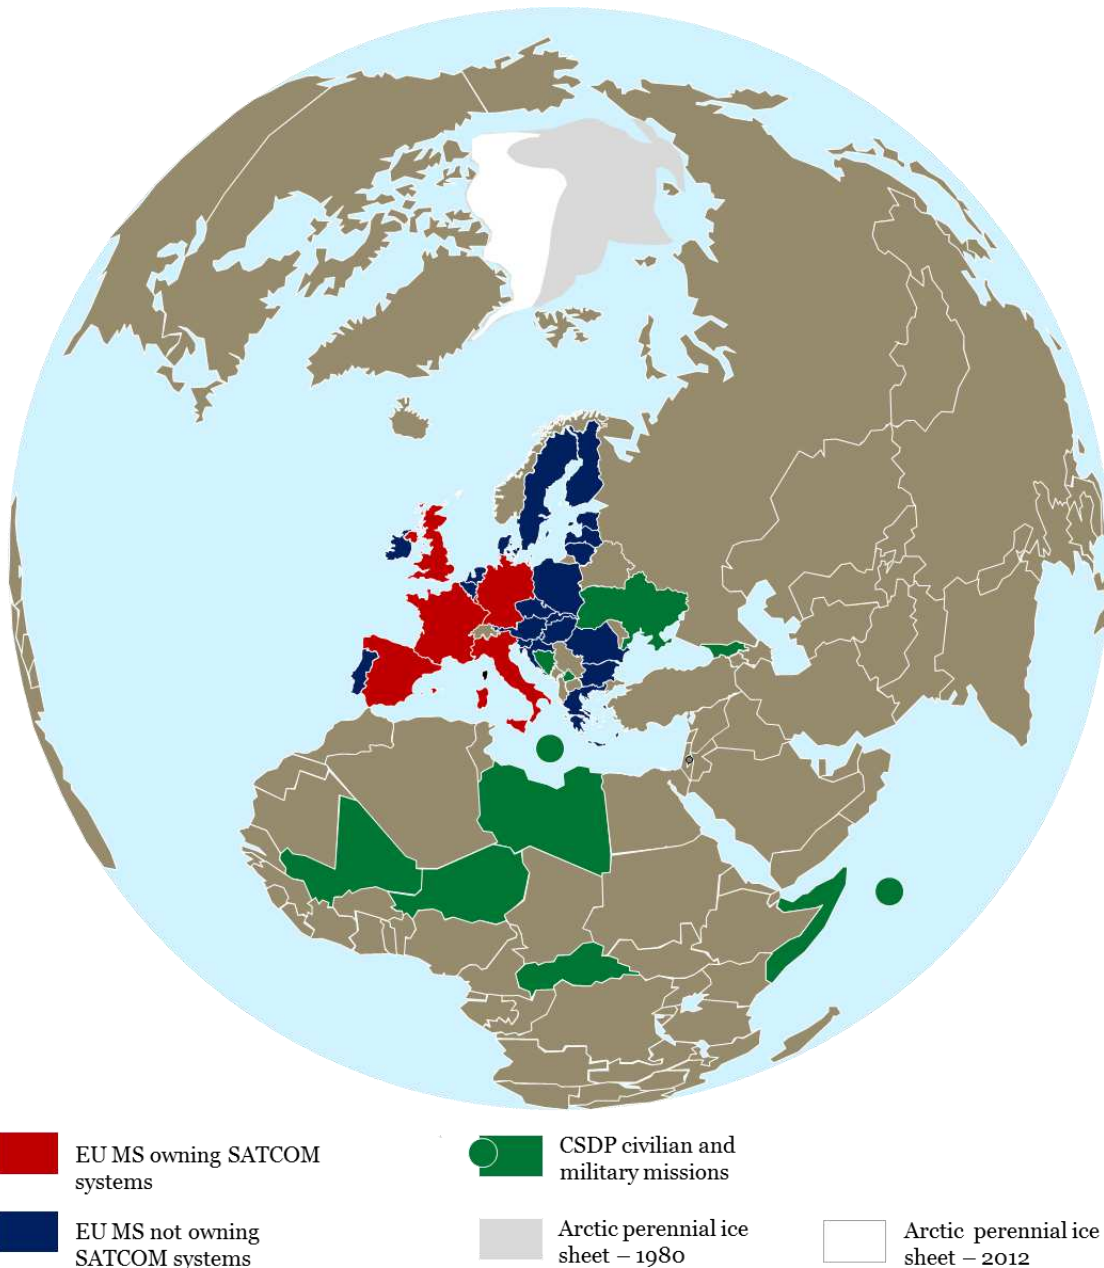 EU MS owning SATCOM
systems
CSDP civilian and
military missions
EU MS not owning
SATCOM systems
Arctic perennial ice
sheet – 1980
Arctic perennial ice
sheet – 2012